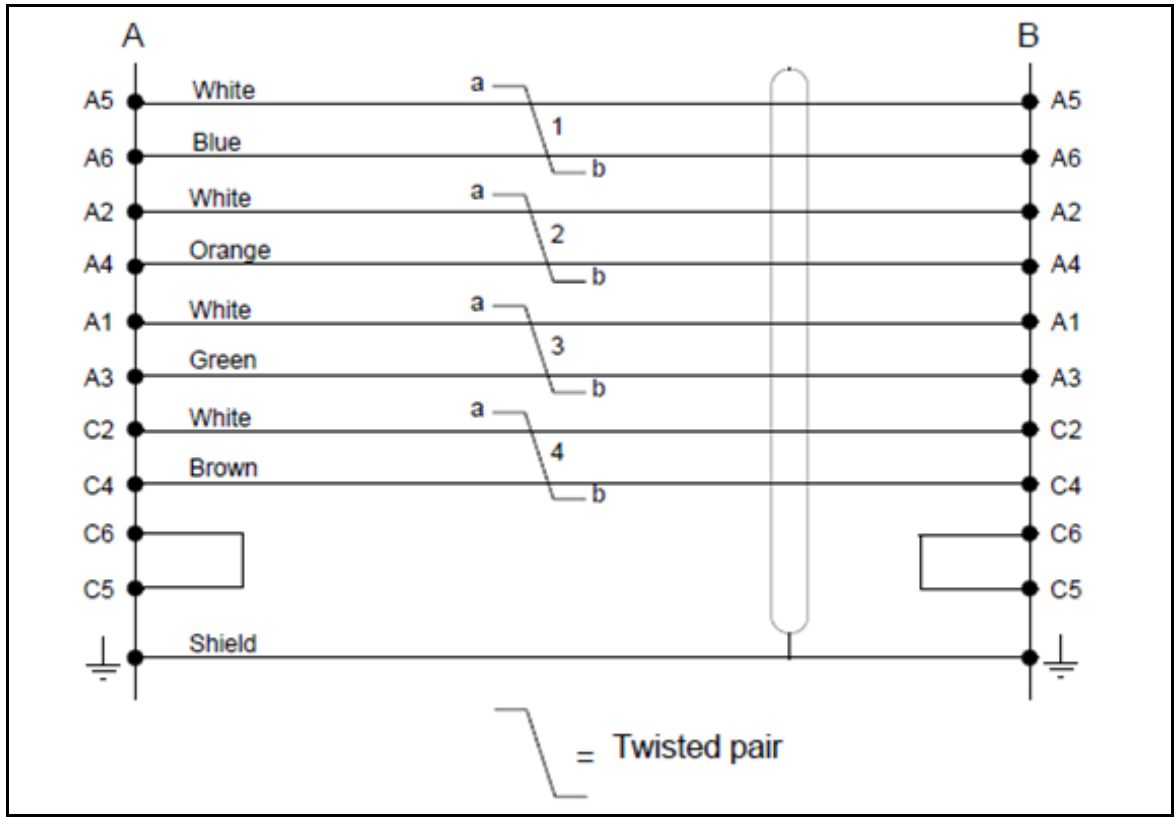 A B
A5 White a A5
1
A6 Blue b A6
A2 White a A2
2
A4 Orange b A4
A1 White a A1
3
A3 Green b A3
C2 White a C2
4
C4 Brown b C4
C6 C6
C5 C5
Shield
= Twisted pair